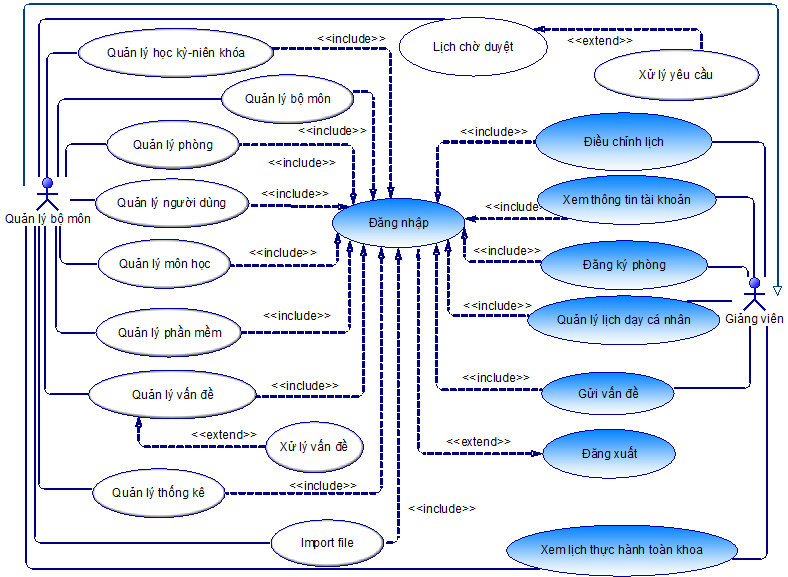 <<include>>
Lịch chờ duyệt
<<extend>>
Quản lý học kỳ-niên khóa
<<include>>
Xử lý yêu cầu
Quản lý bộ môn
<<include>>
<<include>>
Quản lý phòng
Điều chỉnh lịch
<<include>>
Quản lý người dùng
<<include>>
Xem thông tin tài khoản
<<include>>
Quản lý bộ môn
Đăng nhập
<<include>>
<<include>>
Quản lý môn học
Đăng ký phòng
<<include>>
<<include>>
Quản lý phần mềm
Quản lý lịch dạy cá nhân
Giảng viên
<<include>>
<<include>>
Quản lý vấn đề
Gửi vấn đề
<<extend>>
Xử lý vấn đề
<<extend>>
Đăng xuất
<<include>>
Quản lý thống kê
<<include>>
Import file
Xem lịch thực hành toàn khoa